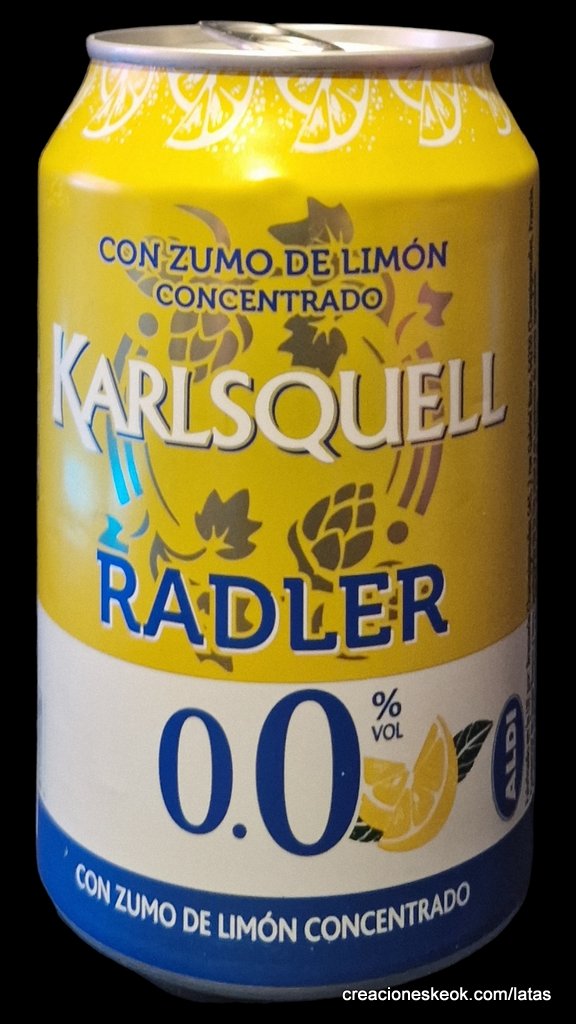 CON ZUMO DE LIMÓN
CONCENTRADO
KARLSQUELL
RADLER
0.0
%
VOL
ALDI
CON ZUMO DE LIMÓN CONCENTRADO
creacioneskeok.com/latas